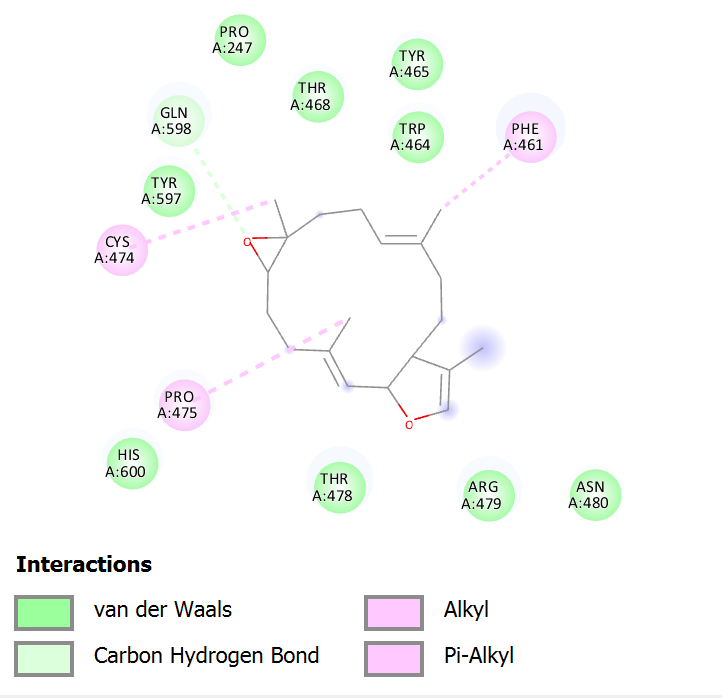 PRO
A:247
TYR
A:465
THR
A:468
GLN
A:598
TRP
A:464
PHE
A:461
TYR
A:597
CYS
A:474
O
PRO
A:475
O
HIS
A:600
THR
A:478
ARG
A:479
ASN
A:480
Interactions
van der Waals
Alkyl
Carbon Hydrogen Bond
Pi-Alkyl